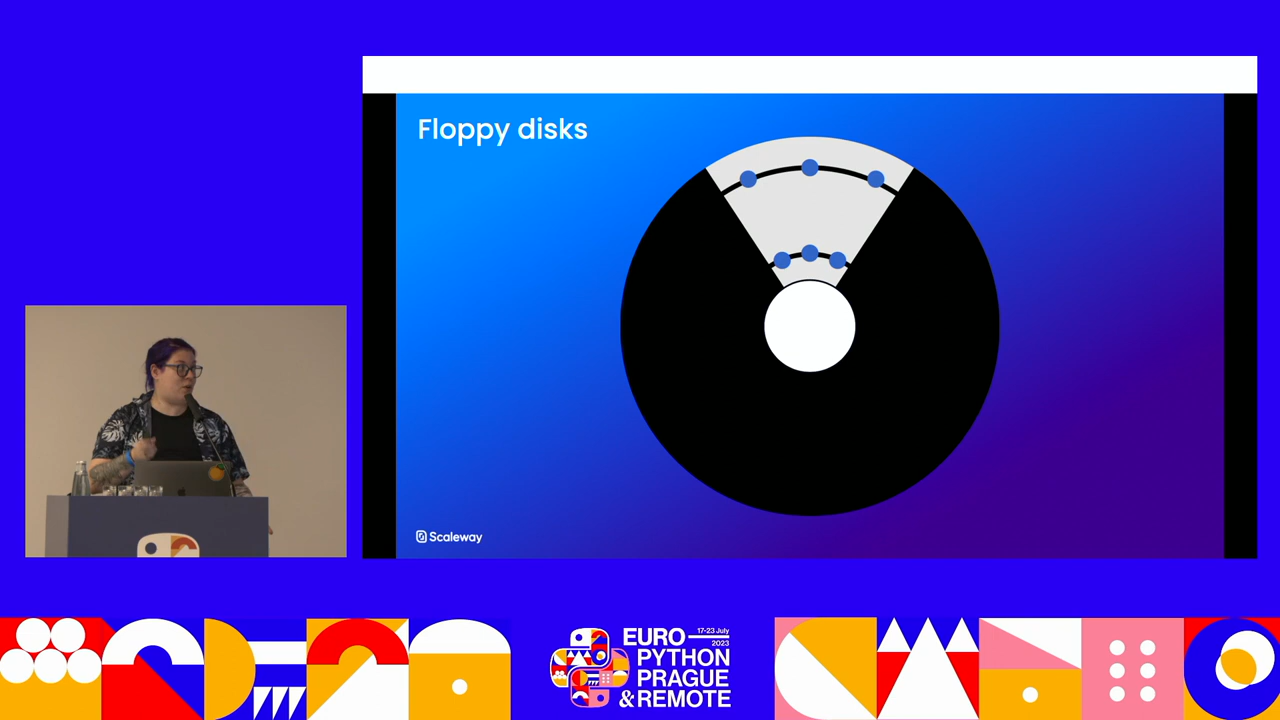 Floppy disks
Scaleway
EURO
17-23 July
2023
PYTHON
PRAGUE
& REMOTE